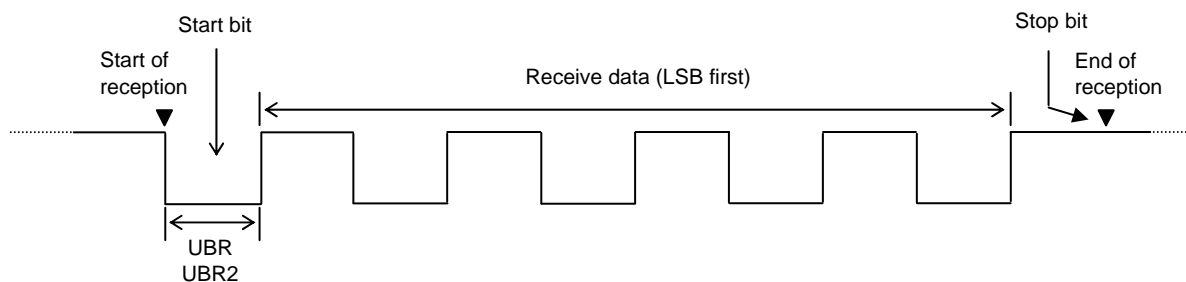 Start bit
Stop bit
Start of
reception
Receive data (LSB first)
End of
reception
UBR
UBR2